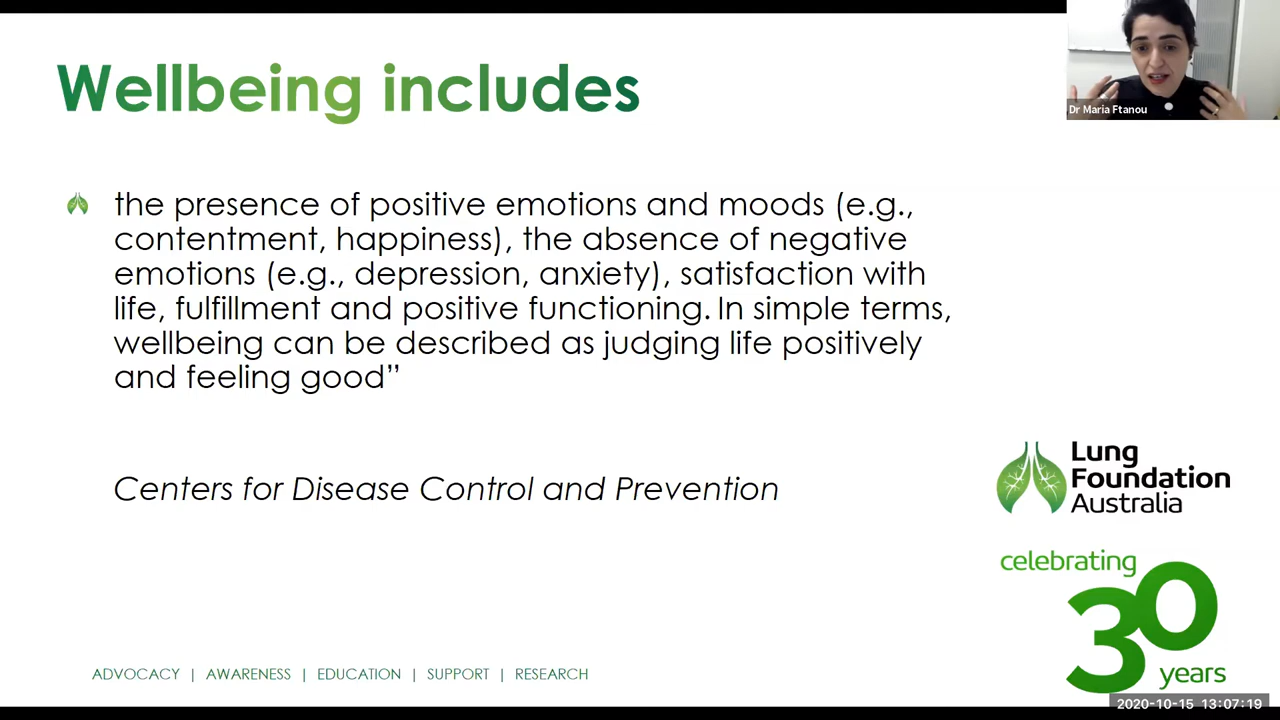 Wellbeing includes
Dr Maria Ftanou
the presence of positive emotions and moods (e.g.,
contentment, happiness), the absence of negative
emotions (e.g., depression, anxiety), satisfaction with
life, fulfillment and positive functioning. In simple terms,
wellbeing can be described as judging life positively
and feeling good”
Centers for Disease Control and Prevention
Lung
Foundation
Australia
celebrating
30
years
ADVOCACY | AWARENESS | EDUCATION | SUPPORT | RESEARCH
2020-10-15 13:07:19